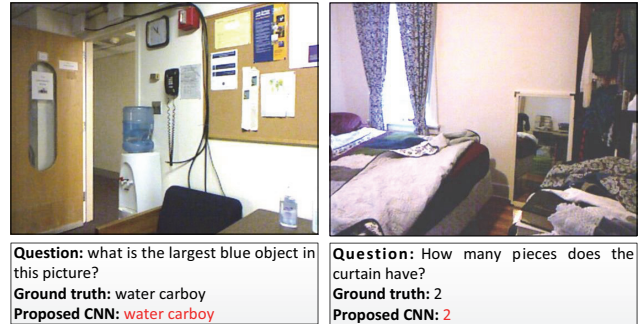 Question: what is the largest blue object in
this picture?
Ground truth: water carboy
Proposed CNN: water carboy
Question: How many pieces does the
curtain have?
Ground truth: 2
Proposed CNN: 2